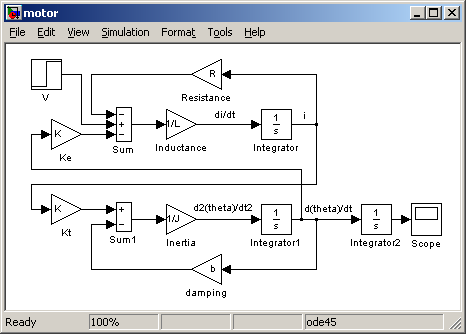 motor
File Edit View Simulation Format Tools Help
V
R
Resistance
K
Ke
−
+
−
Sum
1/L
Inductance
di/dt
1
s
Integrator
i
K
Kt
+
−
Sum1
1/J
Inertia
d2(theta)/dt2
1
s
Integrator1
d(theta)/dt
1
s
Integrator2
Scope
b
damping
Ready 100% ode45